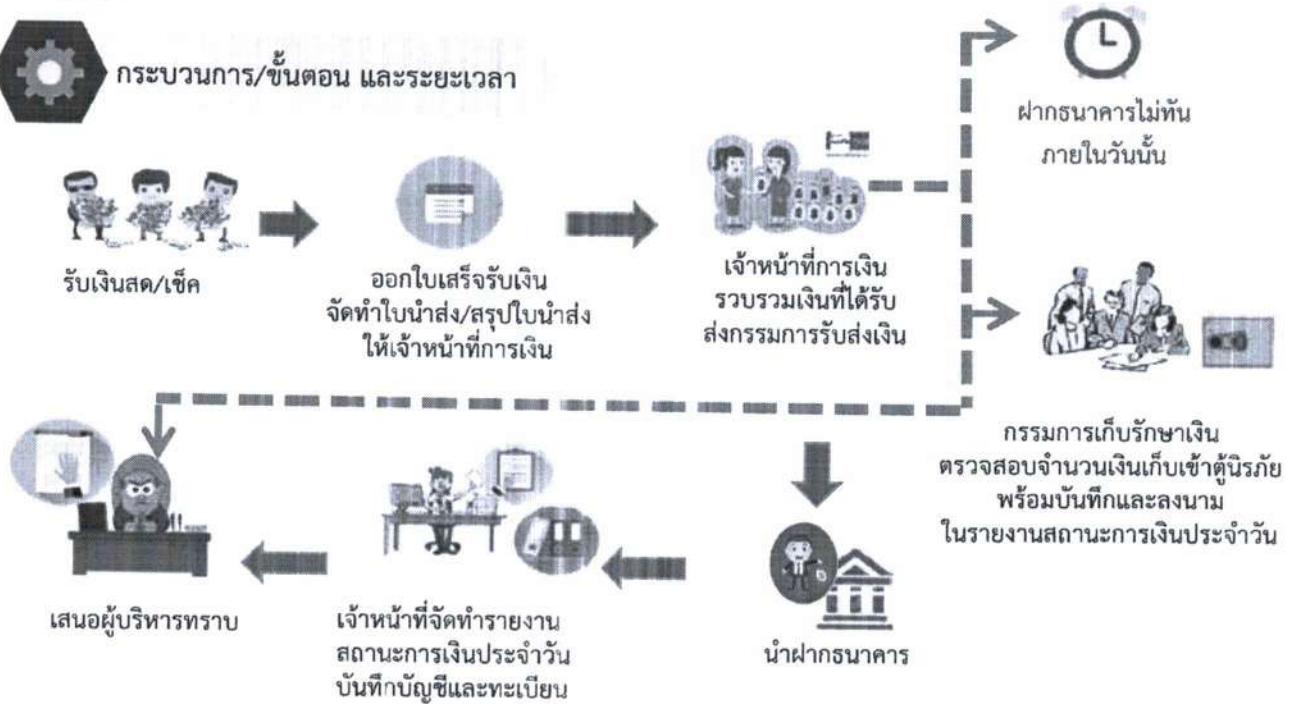 กระบวนการ/ขั้นตอน และระยะเวลา
รับเงินสด/เช็ค
ออกใบเสร็จรับเงิน
จัดทำใบนำส่ง/สรุปใบนำส่ง
ให้เจ้าหน้าที่การเงิน
เจ้าหน้าที่การเงิน
รวบรวมเงินที่ได้รับ
ส่งกรรมการรับส่งเงิน
ฝากธนาคารไม่ทัน
ภายในวันนั้น
กรรมการเก็บรักษาเงิน
ตรวจสอบจำนวนเงินเก็บเข้าตู้นิรภัย
พร้อมบันทึกและลงนาม
ในรายงานสถานะการเงินประจำวัน
นำฝากธนาคาร
เจ้าหน้าที่จัดทำรายงาน
สถานะการเงินประจำวัน
บันทึกบัญชีและทะเบียน
เสนอผู้บริหารทราบ